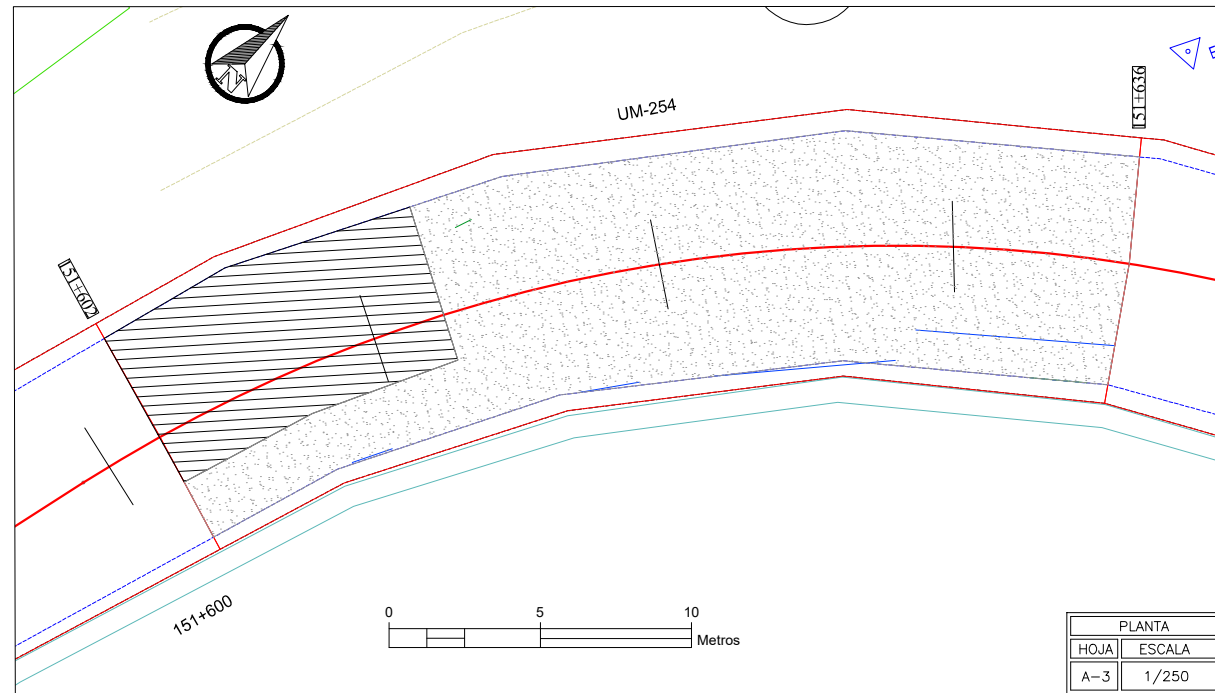 N
UM-254
151+636
151+602
151+600
0 5 10
Metros
PLANTA
HOJA ESCALA
A-3 1/250